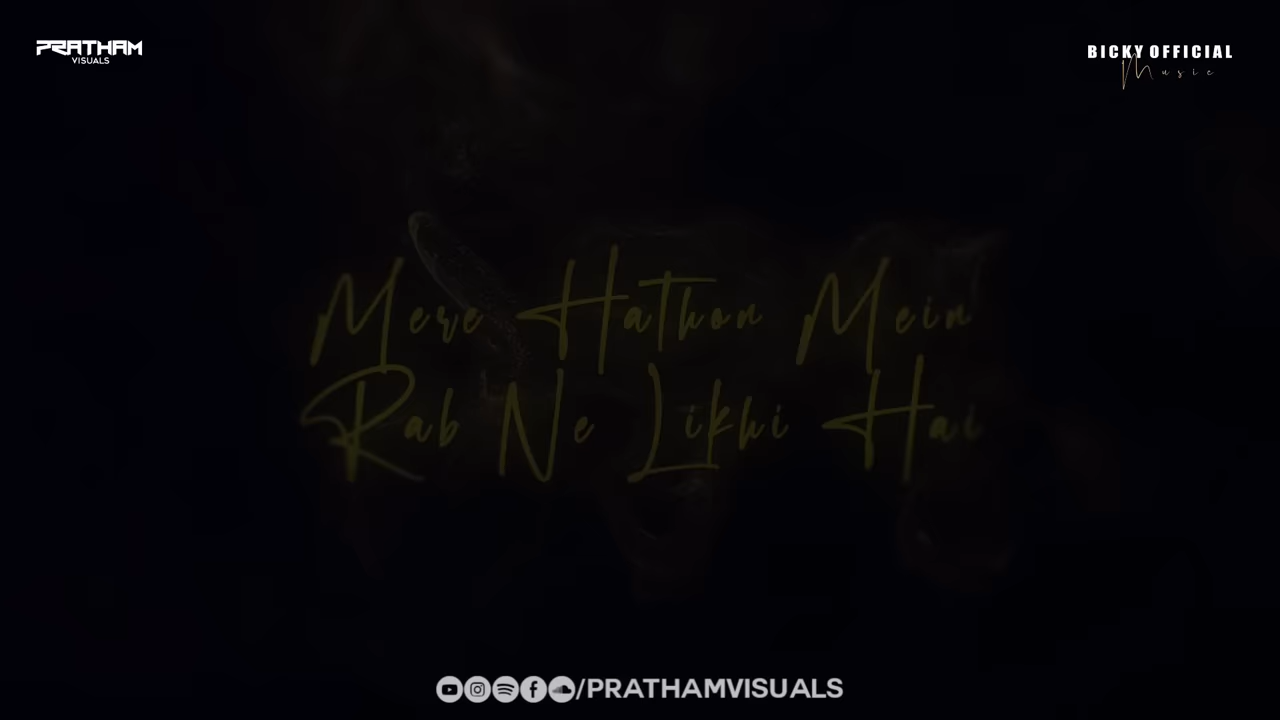 PRATHAM
VISUALS
BICKY OFFICIAL
Music
Mere Hathon Mein
Rab Ne Likhi Hai
/PRATHAMVISUALS